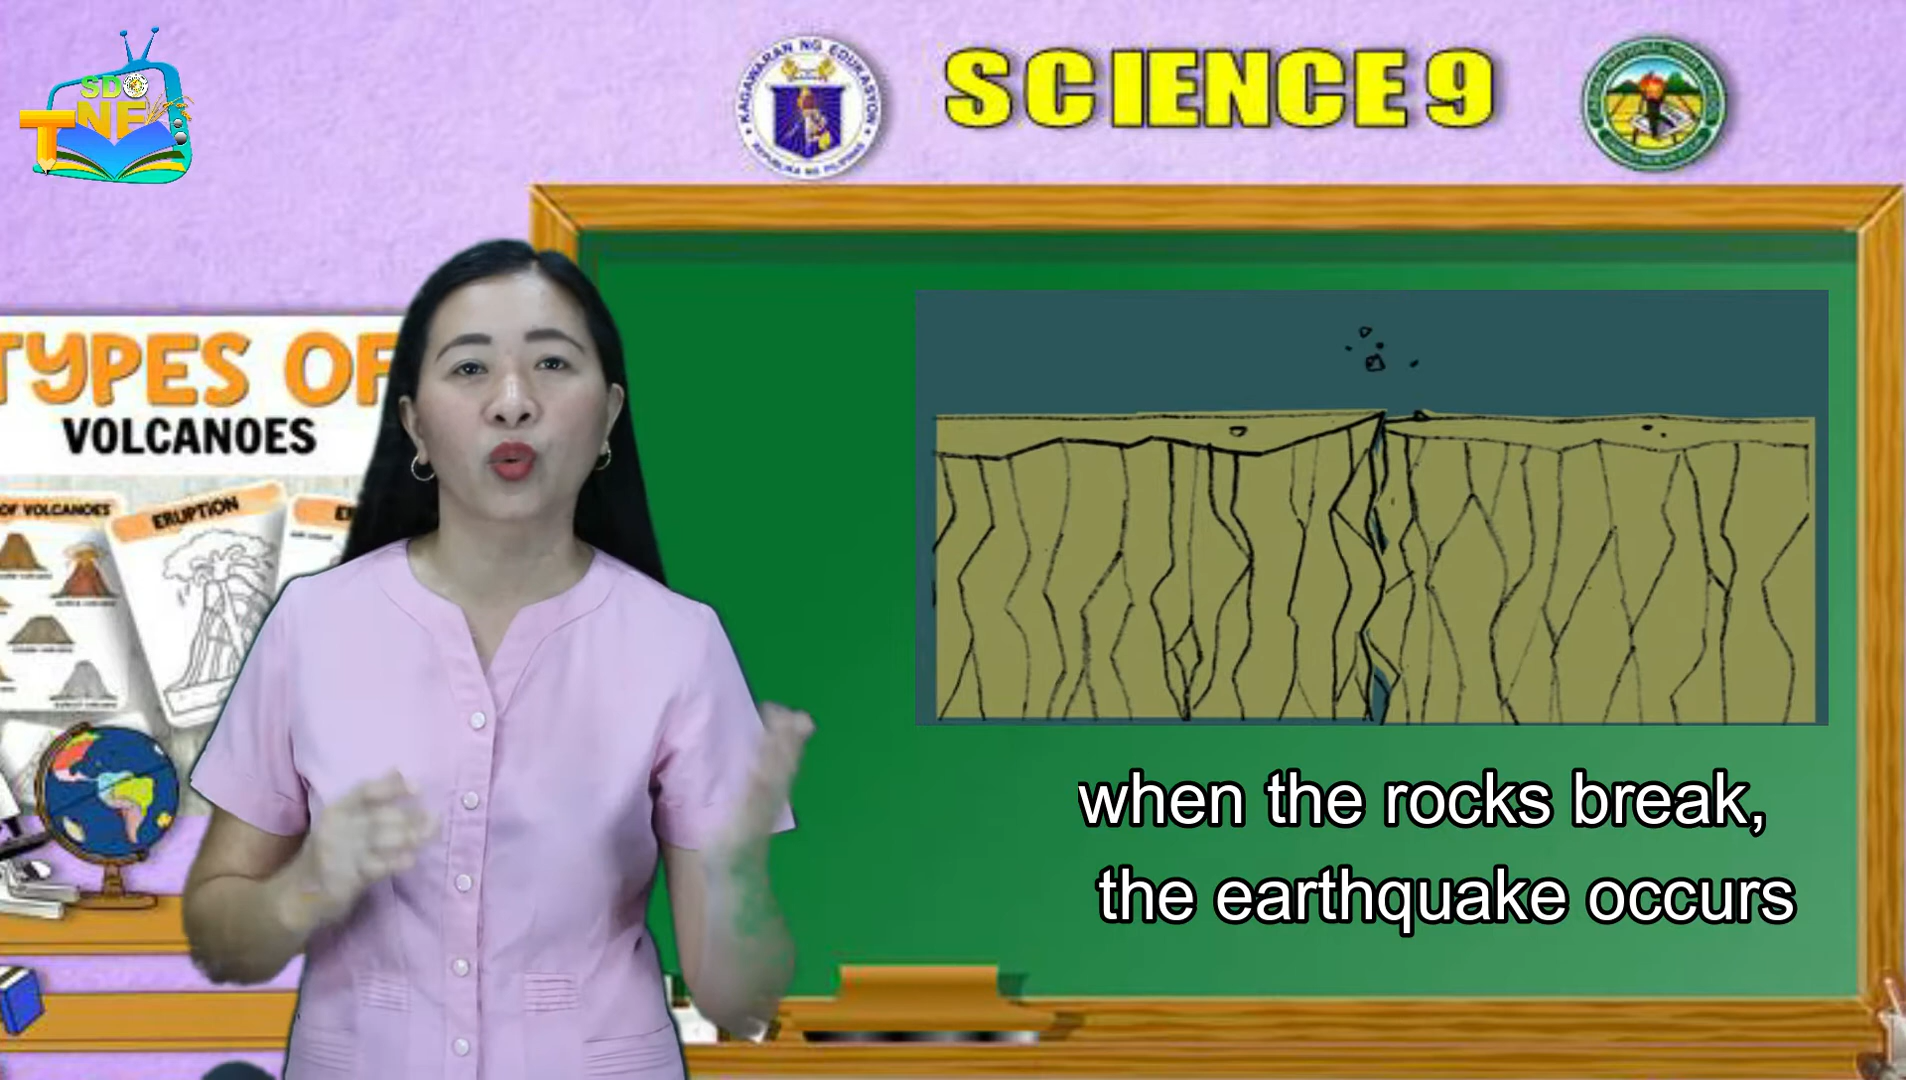 SDO
TNE
KAGAWARAN NG EDUKASYON
REPUBLIKA NG PILIPINAS
SCIENCE 9
TYPES OF
VOLCANOES
OF VOLCANOES
ERUPTION
when the rocks break,
the earthquake occurs